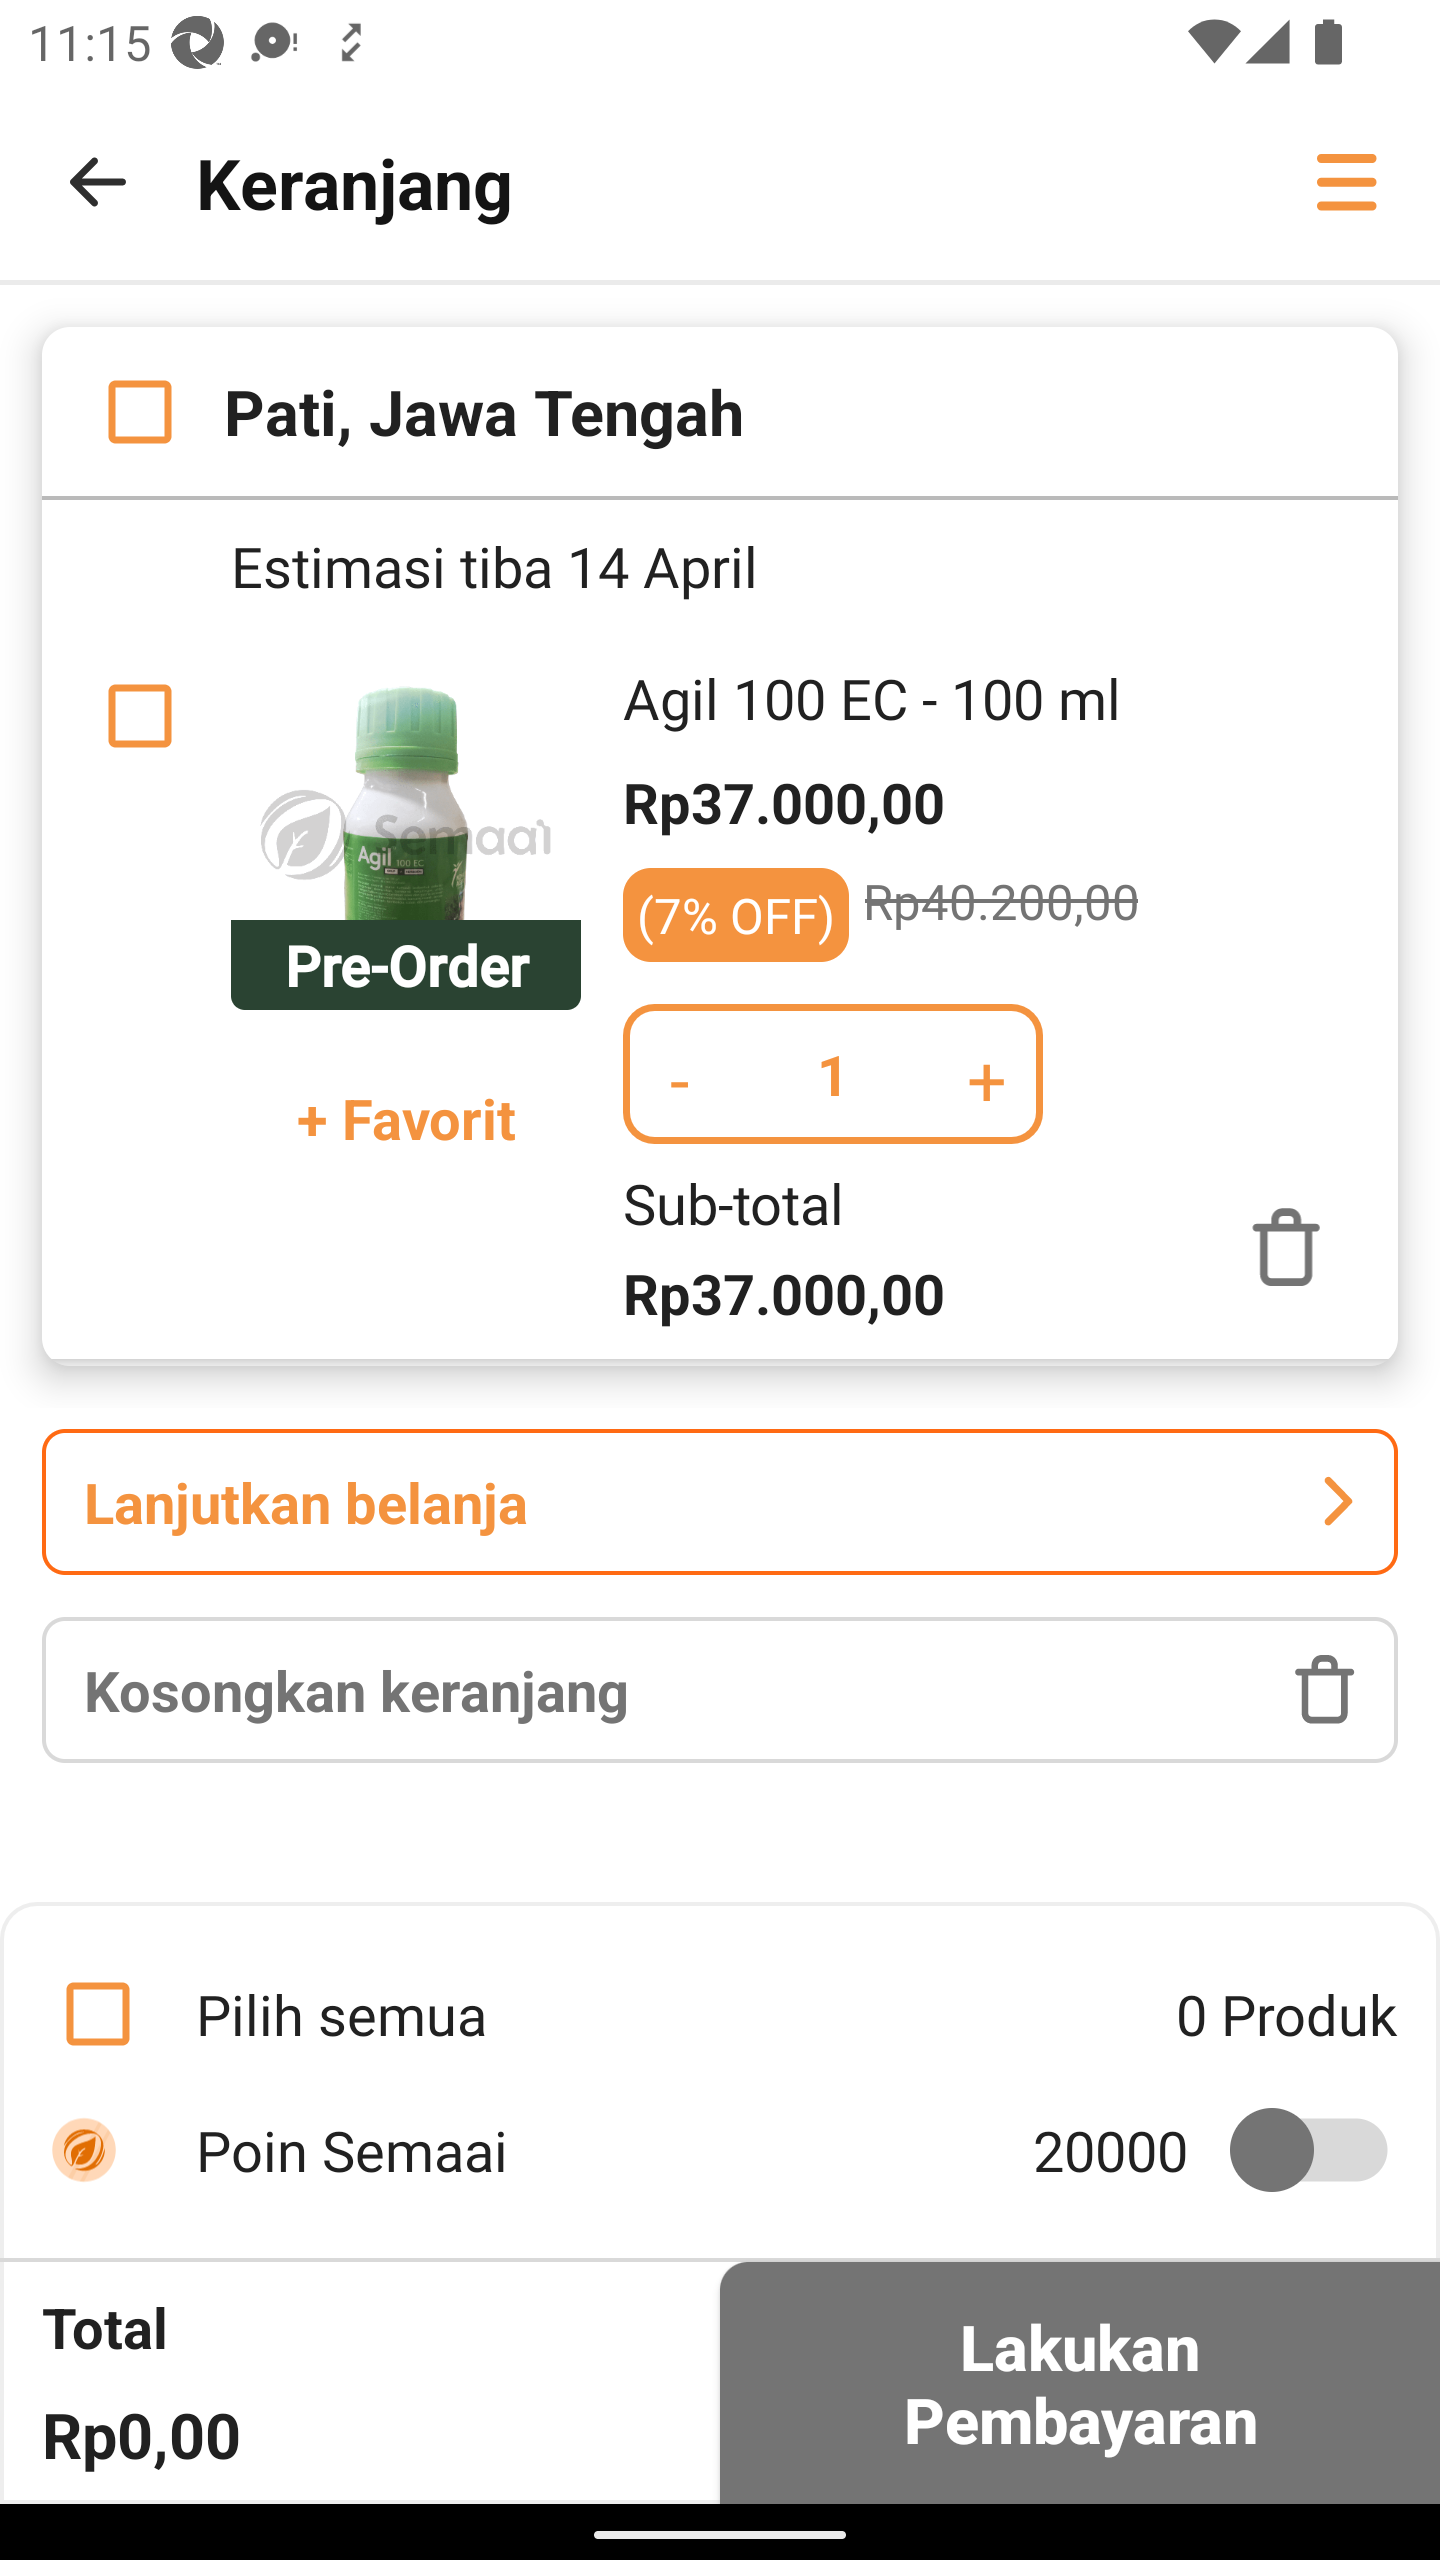 11:15
Keranjang
Pati, Jawa Tengah
Estimasi tiba 14 April
Agil 100 EC - 100 ml
Rp37.000,00
(7% OFF) Rp40.200,00
Semaai
Agil 100 EC
Pre-Order
- 1 +
+ Favorit
Sub-total
Rp37.000,00
Lanjutkan belanja
Kosongkan keranjang
Pilih semua 0 Produk
Poin Semaai 20000
Total
Rp0,00
Lakukan
Pembayaran